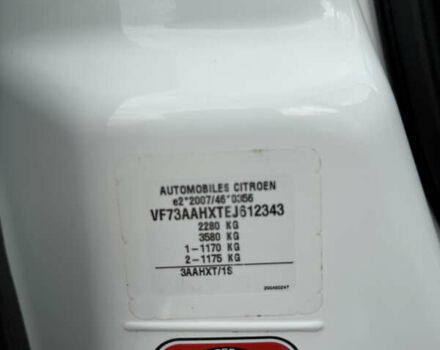 AUTOMOBILES CITROEN
e2*2007/46*0356
VF73AAHXTEJ612343
2280 KG
3580 KG
1-1170 KG
2-1175 KG
3AAHXT/1S